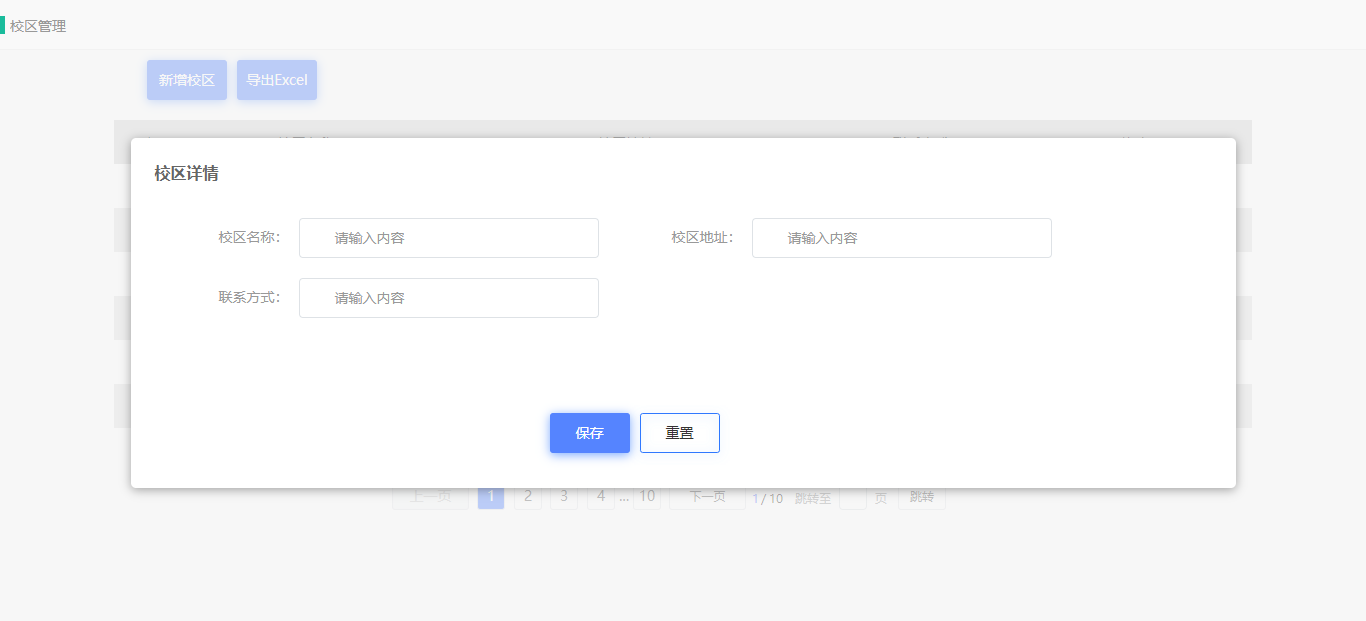 校区管理
新增校区 导出Excel
校区详情
校区名称： 请输入内容 校区地址： 请输入内容
联系方式： 请输入内容
保存 重置
上一页 1 2 3 4 ... 10 下一页 1 / 10 跳转至 页 跳转